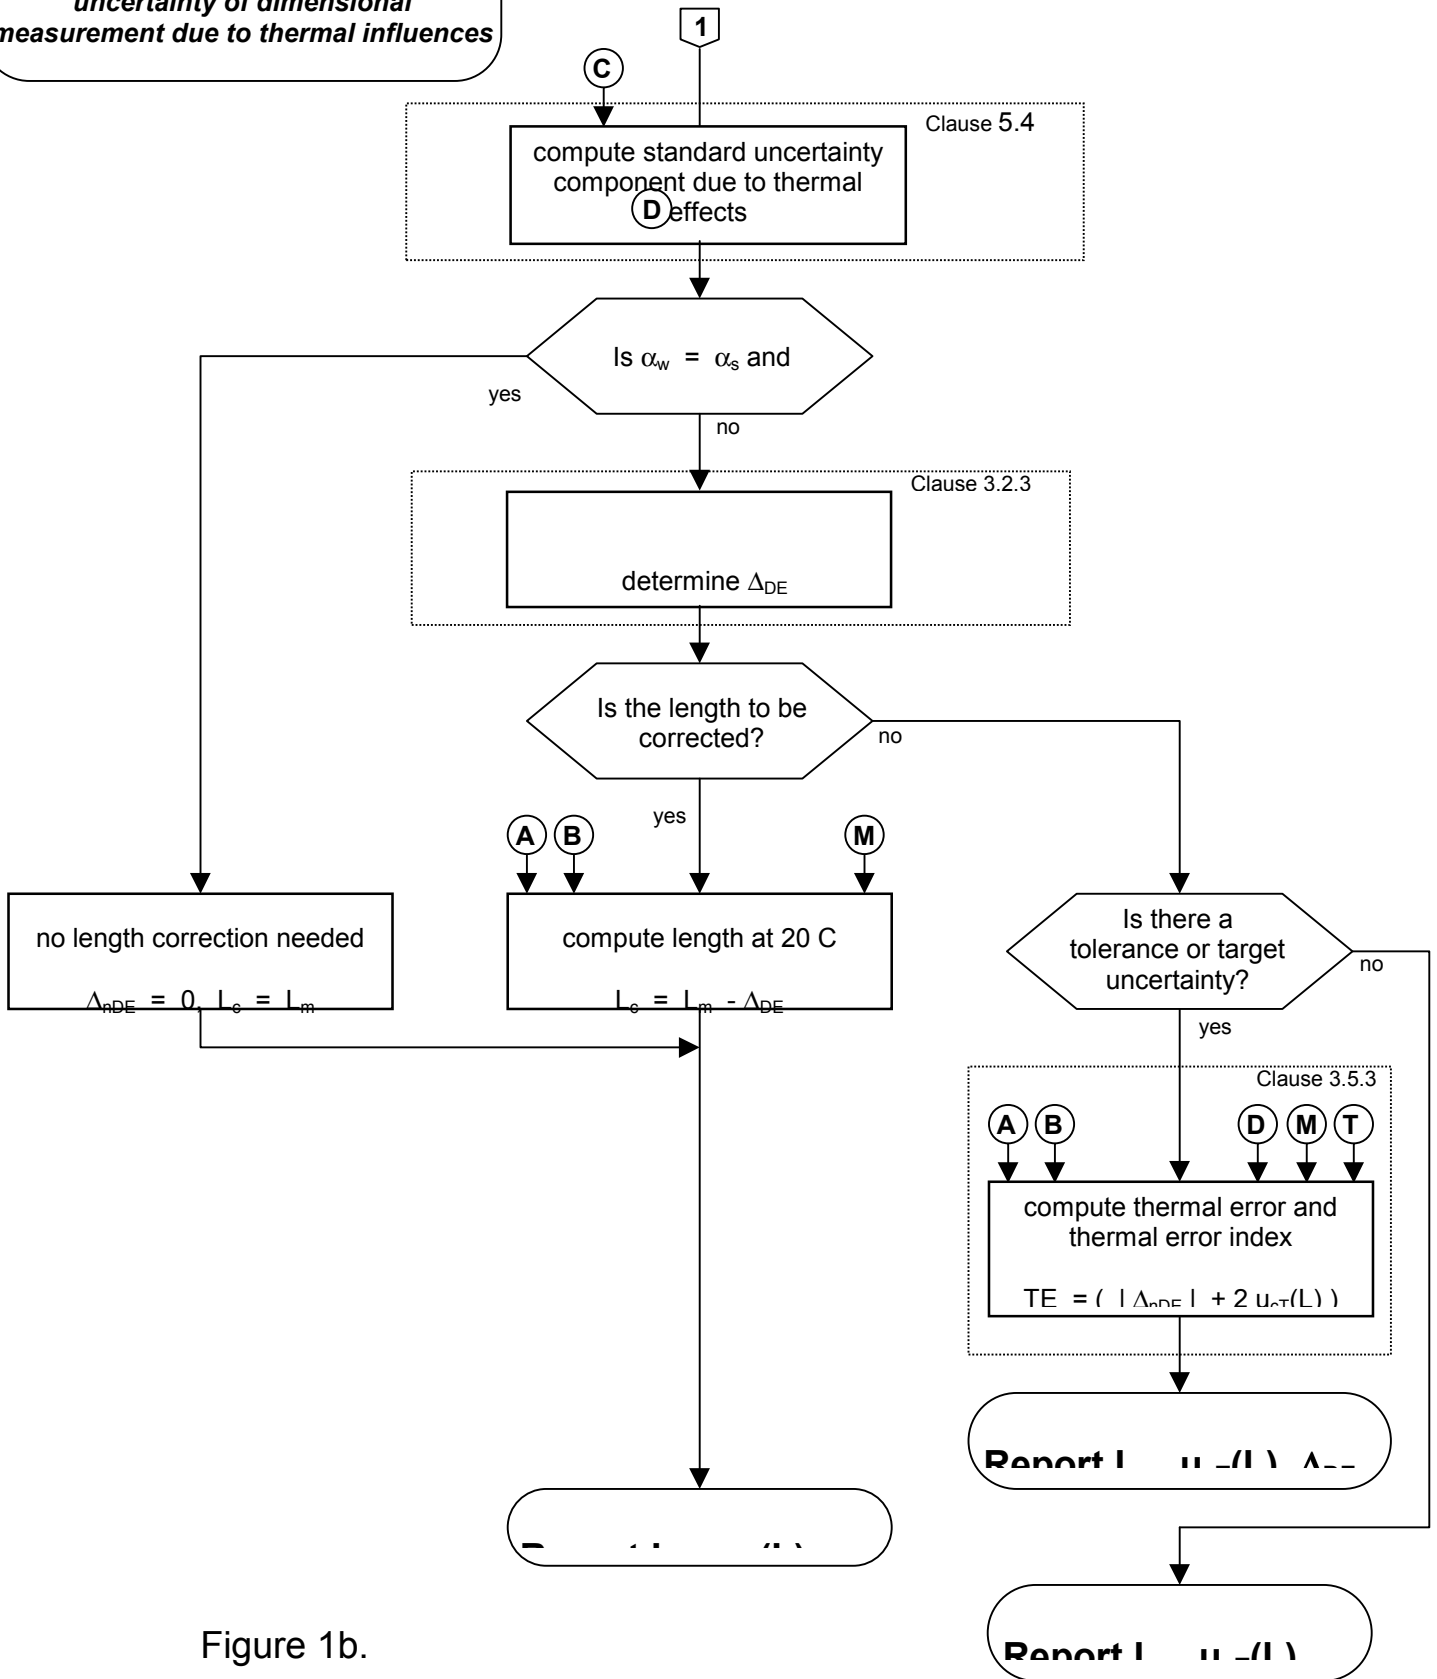 uncertainty of dimensional
measurement due to thermal influences
1
C
Clause 5.4
compute standard uncertainty
component due to thermal
D effects
Is αw = αs and
yes
no
Clause 3.2.3
determine ΔDE
Is the length to be
corrected?
no
yes
A B M
no length correction needed
ΔnDE = 0, Lc = Lm
compute length at 20 C
Lc = Lm - ΔDE
Is there a
tolerance or target
uncertainty?
no
yes
Clause 3.5.3
A B D M T
compute thermal error and
thermal error index
TE = ( | ΔnDE | + 2 ucT(L) )
Report
Report
Figure 1b.